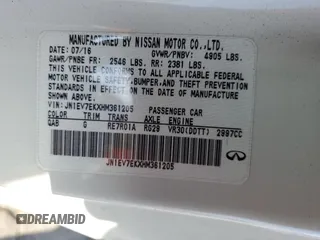 MANUFACTURED BY NISSAN MOTOR CO.,LTD.
DATE: 07/16 GVWR/PNBV: 4905 LBS.
GAWR/PNBE FR: 2546 LBS. RR: 2381 LBS.
THIS VEHICLE CONFORMS TO ALL APPLICABLE
FEDERAL MOTOR VEHICLE SAFETY, BUMPER,
AND THEFT PREVENTION STANDARDS IN
EFFECT ON THE DATE OF MANUFACTURE
SHOWN ABOVE.
JN1EV7EKXHM361205 PASSENGER CAR
COLOR TRIM TRANS AXLE ENGINE
QAB G RE7R01A RG28 VR30(DDTT) 2997CC
JN1EV7EKXHM361205
INFINITI